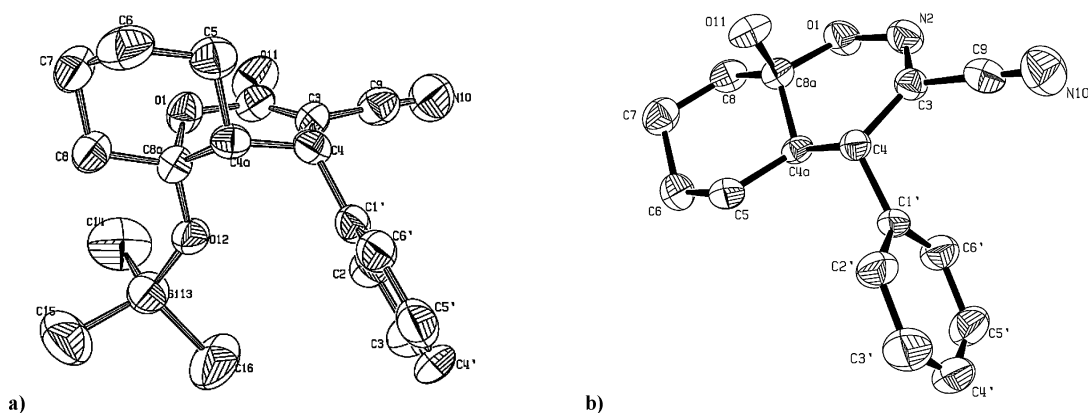 C6
C5
C7
O11
O1
C9
C3
N10
C8
C8a
C4a
C4
C14
O12
C1'
C6'
C2
Si13
C15
C5'
C3
C16
C4'
a)
O11
O1
N2
C9
C8
C8a
C3
N10
C7
C4
C4a
C6
C5
C1'
C2'
C6'
C5'
C3'
C4'
b)